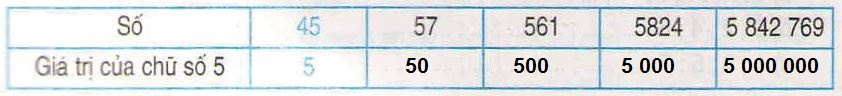 Số 45 57 561 5824 5 842 769
Giá trị của chữ số 5 5 50 500 5 000 5 000 000